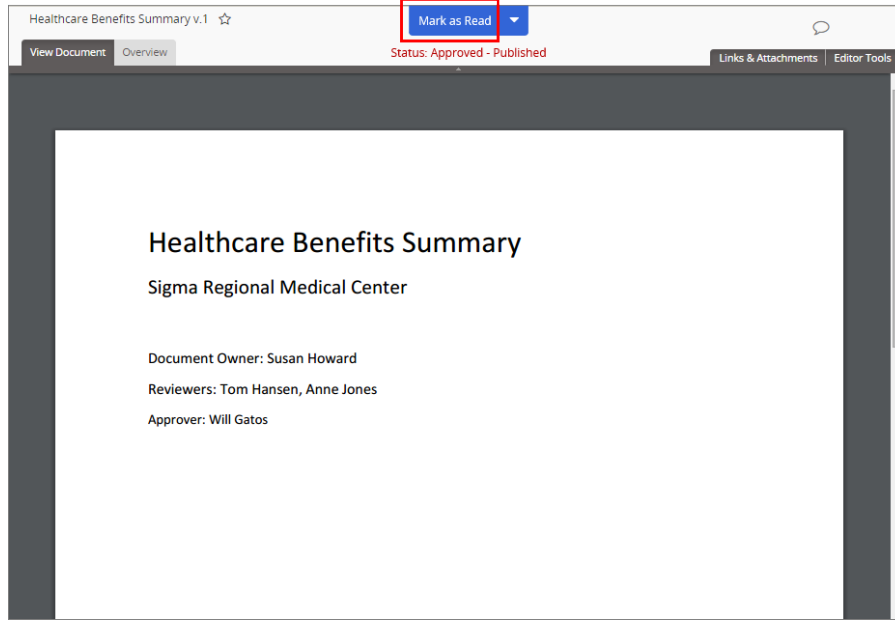 Healthcare Benefits Summary v.1
Mark as Read
View Document
Overview
Status: Approved - Published
Links & Attachments
Editor Tools
Healthcare Benefits Summary
Sigma Regional Medical Center
Document Owner: Susan Howard
Reviewers: Tom Hansen, Anne Jones
Approver: Will Gatos